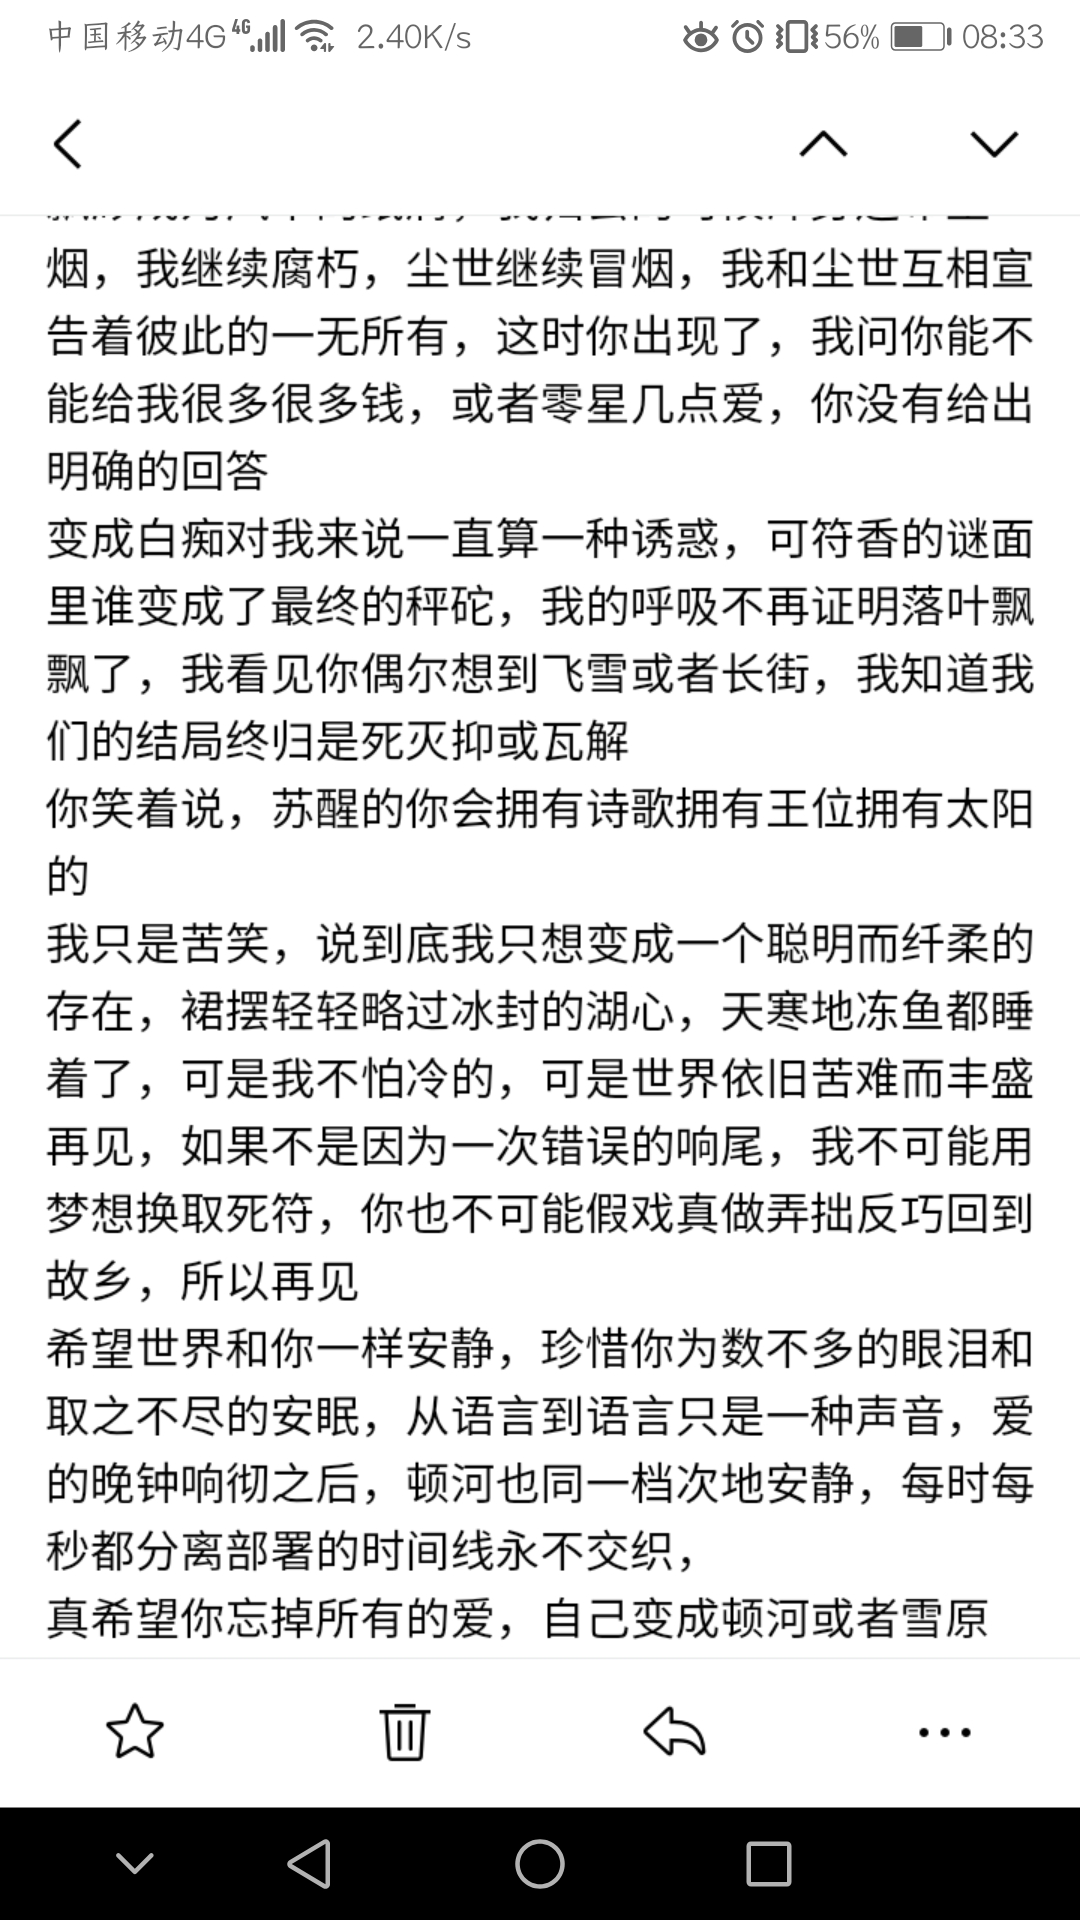 中国移动4G 4G 2.40K/s 56% 08:33
烟，我继续腐朽，尘世继续冒烟，我和尘世互相宣
告着彼此的一无所有，这时你出现了，我问你能不
能给我很多很多钱，或者零星几点爱，你没有给出
明确的回答
变成白痴对我来说一直算一种诱惑，可符香的谜面
里谁变成了最终的秤砣，我的呼吸不再证明落叶飘
飘了，我看见你偶尔想到飞雪或者长街，我知道我
们的结局终归是死灭抑或瓦解
你笑着说，苏醒的你会拥有诗歌拥有王位拥有太阳
的
我只是苦笑，说到底我只想变成一个聪明而纤柔的
存在，裙摆轻轻略过冰封的湖心，天寒地冻鱼都睡
着了，可是我不怕冷的，可是世界依旧苦难而丰盛
再见，如果不是因为一次错误的响尾，我不可能用
梦想换取死符，你也不可能假戏真做弄拙反巧回到
故乡，所以再见
希望世界和你一样安静，珍惜你为数不多的眼泪和
取之不尽的安眠，从语言到语言只是一种声音，爱
的晚钟响彻之后，顿河也同一档次地安静，每时每
秒都分离部署的时间线永不交织，
真希望你忘掉所有的爱，自己变成顿河或者雪原